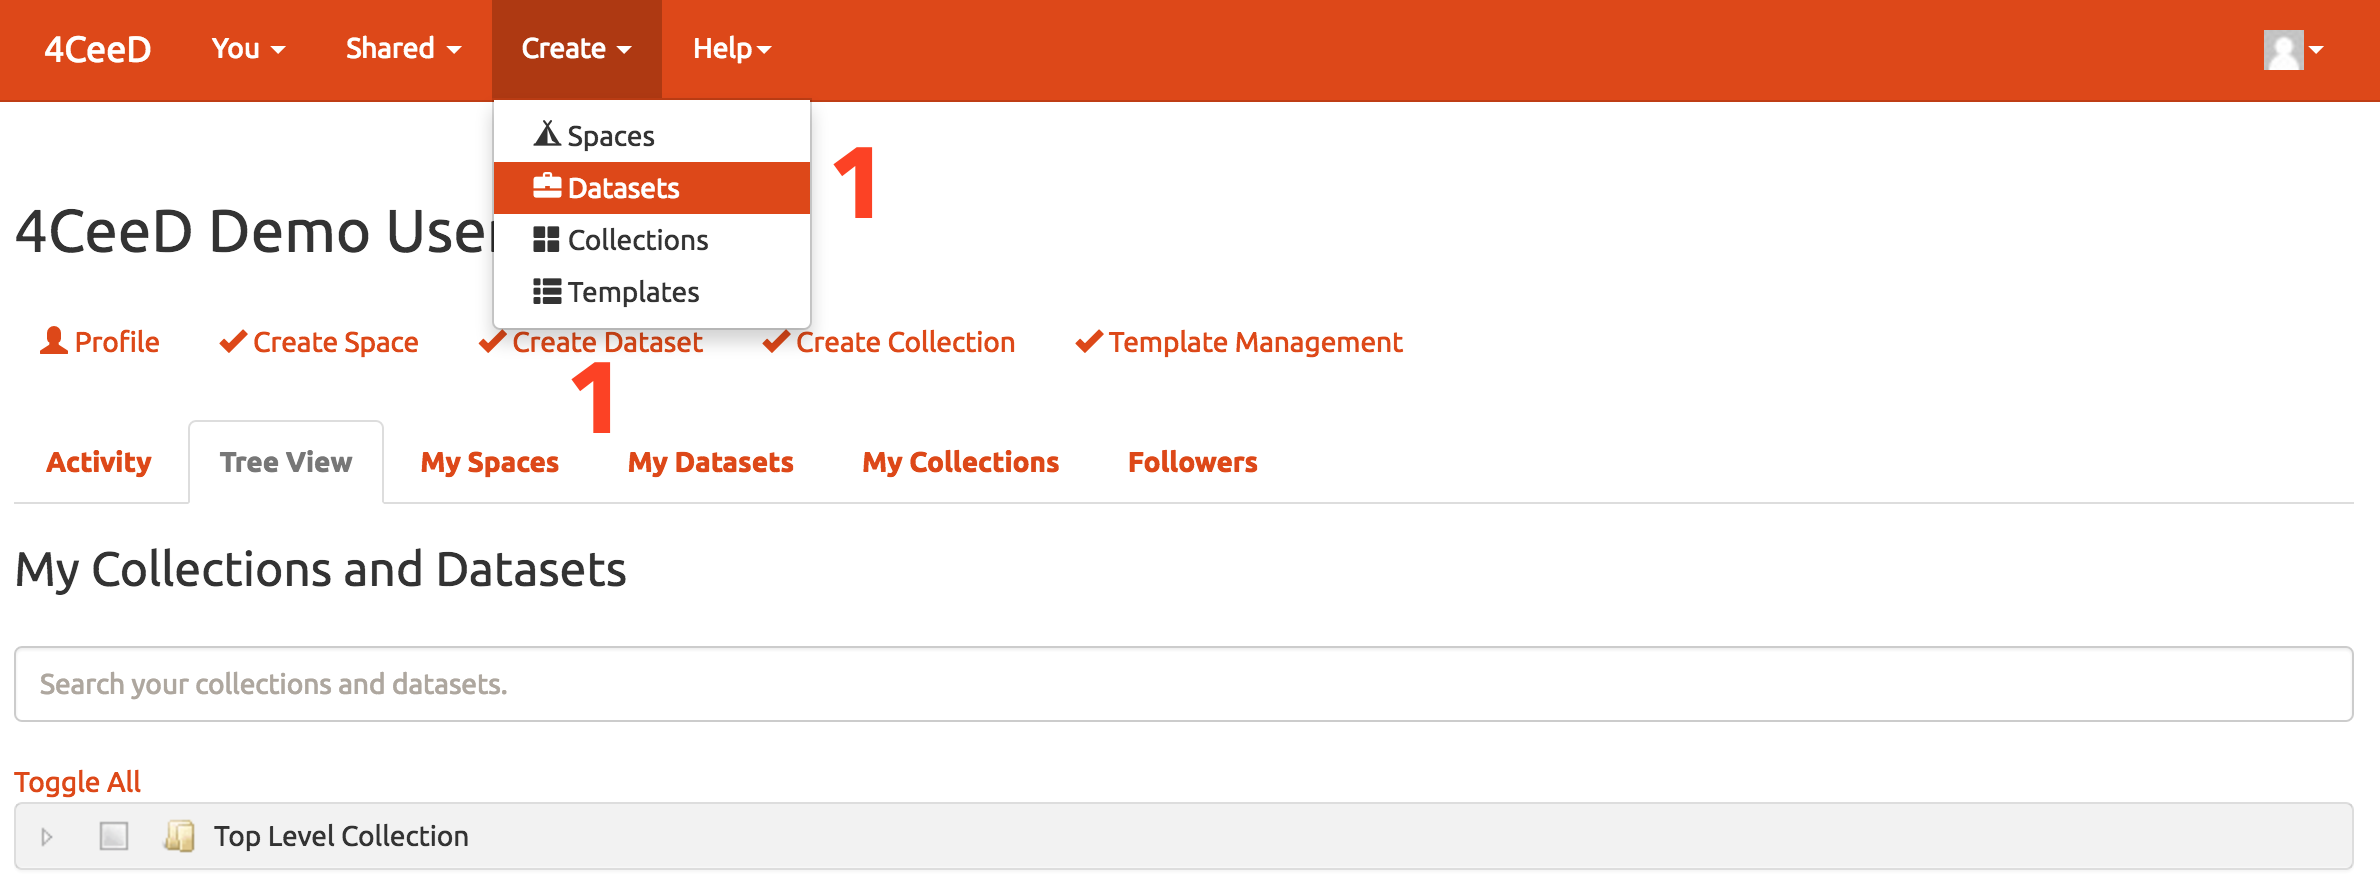 4CeeD You Shared Create Help
Spaces
Datasets 1
Collections
Templates
4CeeD Demo User
Profile Create Space Create Dataset Create Collection Template Management
1
Activity Tree View My Spaces My Datasets My Collections Followers
My Collections and Datasets
Search your collections and datasets.
Toggle All
Top Level Collection